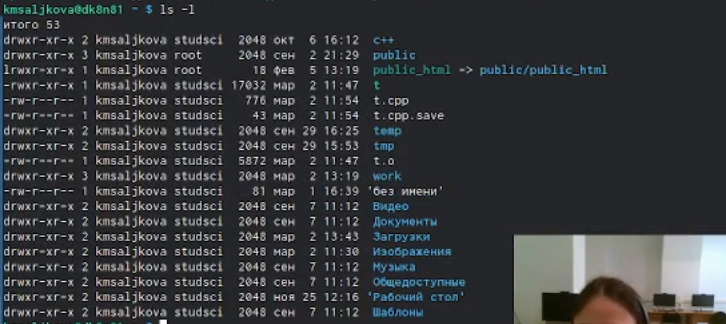 kmsaljkova@dk8n81 ~ $ ls -l
итого 53
drwxr-xr-x 2 kmsaljkova studsci 2048 окт 6 16:12 c++
drwxr-xr-x 3 kmsaljkova root 2048 сен 2 21:29 public
lrwxr-xr-x 1 kmsaljkova root 18 фев 5 13:19 public_html -> public/public_html
-rwxr-xr-x 1 kmsaljkova studsci 17032 мар 2 11:47 t
-rw-r--r-- 1 kmsaljkova studsci 776 мар 2 11:54 t.cpp
-rw-r--r-- 1 kmsaljkova studsci 43 мар 2 11:54 t.cpp.save
drwxr-xr-x 2 kmsaljkova studsci 2048 сен 29 16:25 temp
drwxr-xr-x 2 kmsaljkova studsci 2048 сен 29 15:53 tmp
-rw-r--r-- 1 kmsaljkova studsci 5872 мар 2 11:47 t.o
drwxr-xr-x 3 kmsaljkova studsci 2048 мар 2 13:19 work
-rw-r--r-- 1 kmsaljkova studsci 81 мар 1 16:39 'без имени'
drwxr-xr-x 2 kmsaljkova studsci 2048 сен 7 11:12 Видео
drwxr-xr-x 2 kmsaljkova studsci 2048 сен 7 11:12 Документы
drwxr-xr-x 2 kmsaljkova studsci 2048 мар 2 13:43 Загрузки
drwxr-xr-x 2 kmsaljkova studsci 2048 мар 2 11:30 Изображения
drwxr-xr-x 2 kmsaljkova studsci 2048 сен 7 11:12 Музыка
drwxr-xr-x 2 kmsaljkova studsci 2048 сен 7 11:12 Общедоступные
drwxr-xr-x 2 kmsaljkova studsci 2048 ноя 25 12:16 'Рабочий стол'
drwxr-xr-x 2 kmsaljkova studsci 2048 сен 7 11:12 Шаблоны